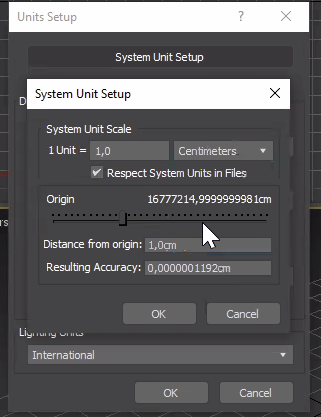 Units Setup
?
System Unit Setup
System Unit Setup
System Unit Scale
1 Unit = 1,0 Centimeters
Respect System Units in Files
Origin 16777214,9999999981cm
Distance from origin: 1,0cm
Resulting Accuracy: 0,0000001192cm
OK Cancel
Lighting Units
International
OK Cancel